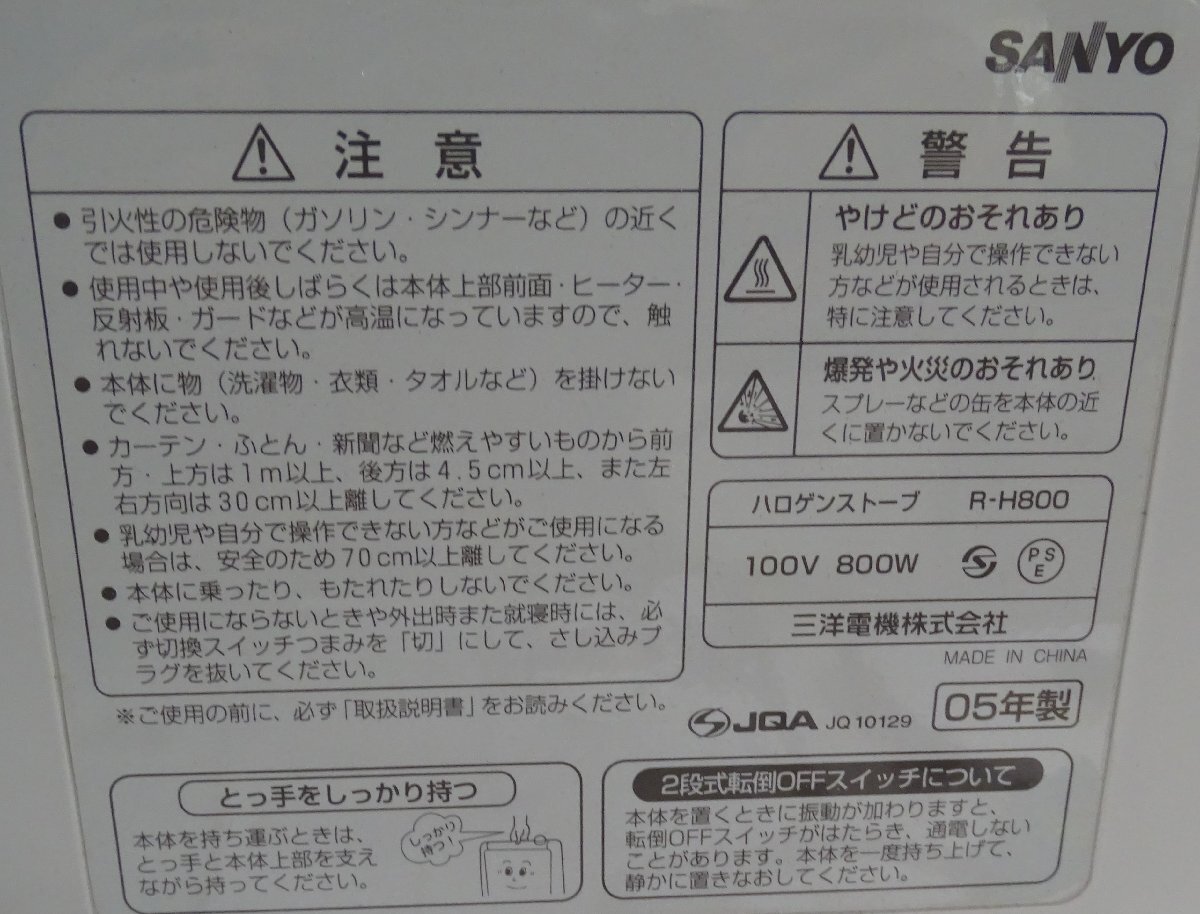 SANYO
注意
● 引火性の危険物（ガソリン・シンナーなど）の近く
では使用しないでください。
● 使用中や使用後しばらくは本体上部前面・ヒーター・
反射板・ガードなどが高温になっていますので、触
れないでください。
● 本体に物（洗濯物・衣類・タオルなど）を掛けない
でください。
● カーテン・ふとん・新聞など燃えやすいものから前
方・上方は1m以上、後方は4.5cm以上、また左
右方向は30cm以上離してください。
● 乳幼児や自分で操作できない方などがご使用になる
場合は、安全のため70cm以上離してください。
● 本体に乗ったり、もたれたりしないでください。
● ご使用にならないときや外出時また就寝時には、必
ず切換スイッチつまみを「切」にして、さし込みプ
ラグを抜いてください。
※ご使用の前に、必ず「取扱説明書」をお読みください。
警告
やけどのおそれあり
乳幼児や自分で操作できない
方などが使用されるときは、
特に注意してください。
爆発や火災のおそれあり
スプレーなどの缶を本体の近
くに置かないでください。
ハロゲンストーブ R-H800
100V 800W PSE
三洋電機株式会社
MADE IN CHINA
JQA JQ10129 05年製
とっ手をしっかり持つ
本体を持ち運ぶときは、
とっ手と本体上部を支え
ながら持ってください。
しっかり
持つ!
2段式転倒OFFスイッチについて
本体を置くときに振動が加わりますと、
転倒OFFスイッチがはたらき、通電しない
ことがあります。本体を一度持ち上げて、
静かに置きなおしてください。